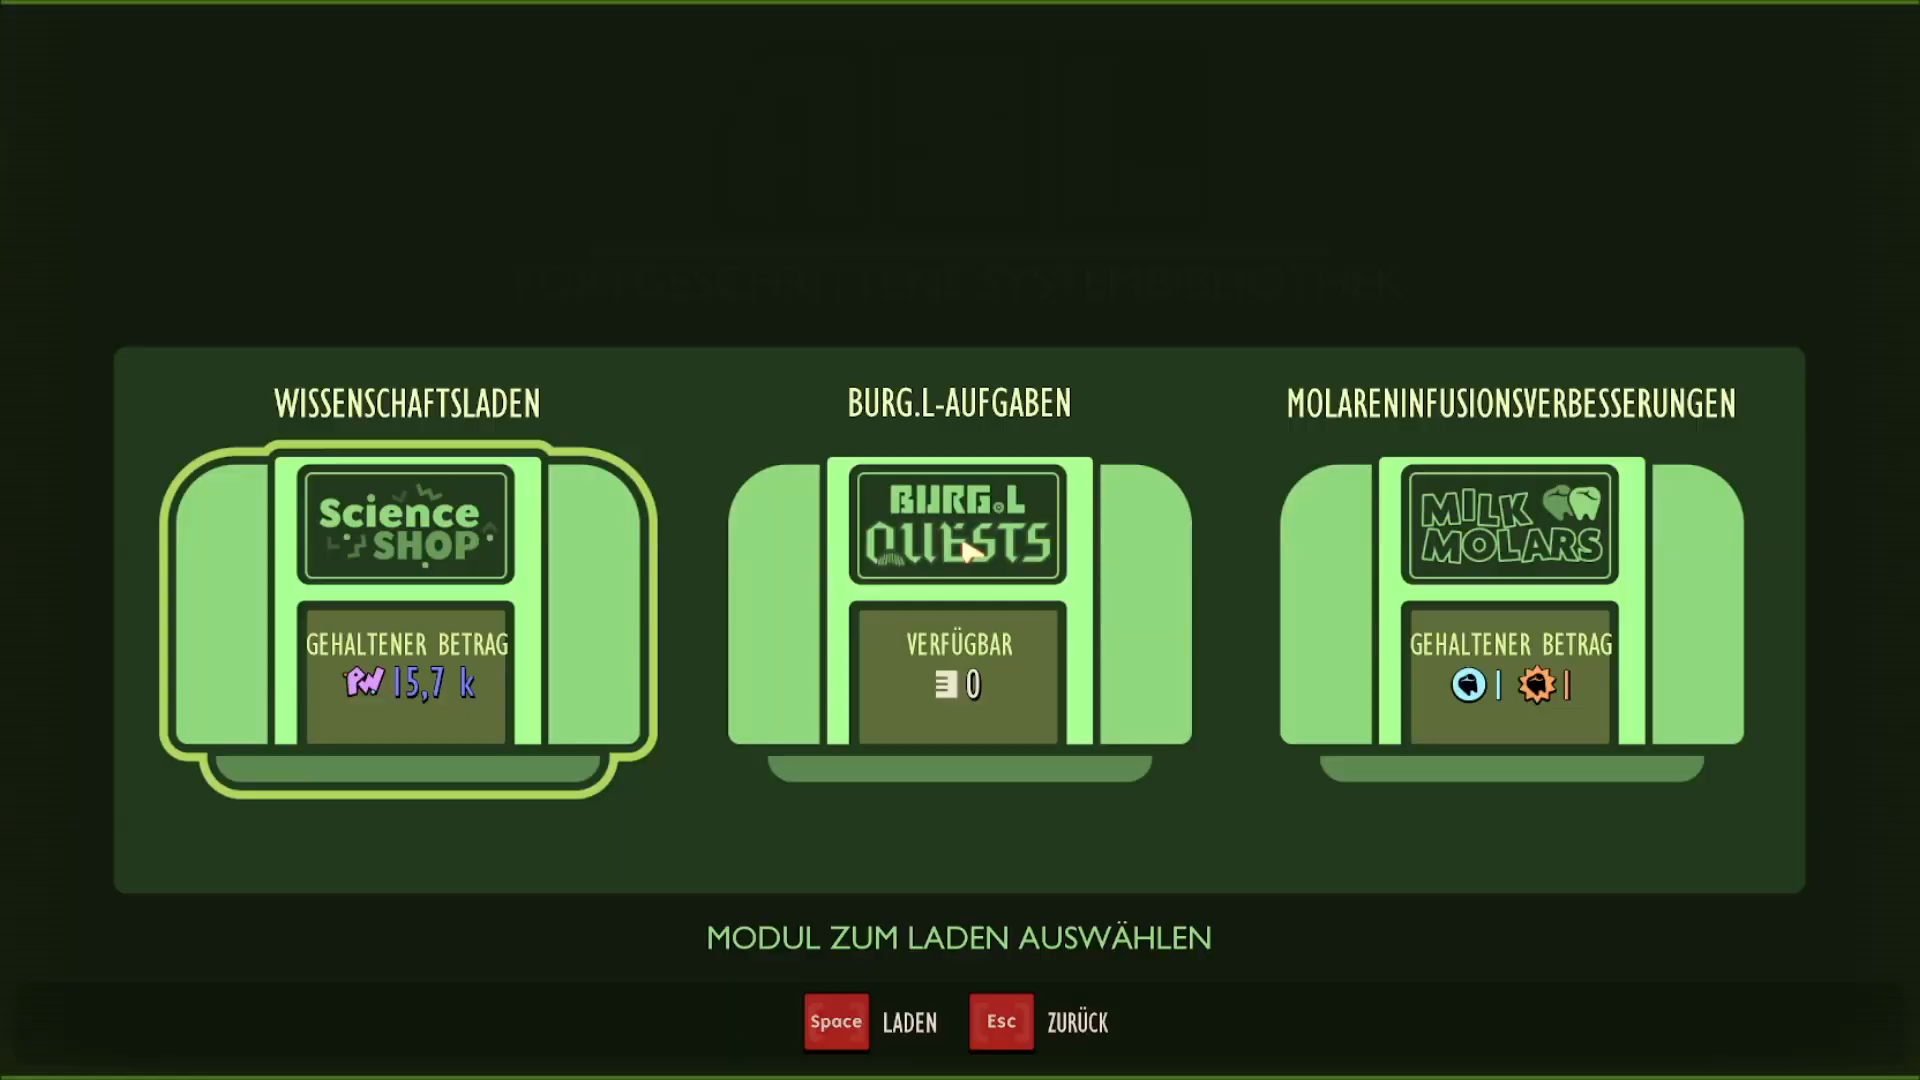 WISSENSCHAFTSLADEN
BURG.L-AUFGABEN
MOLARENINFUSIONSVERBESSERUNGEN
Science
SHOP
BURG.L
QUESTS
MILK
MOLARS
GEHALTENER BETRAG
15,7 k
VERFÜGBAR
0
GEHALTENER BETRAG
1 1
MODUL ZUM LADEN AUSWÄHLEN
Space LADEN Esc ZURÜCK